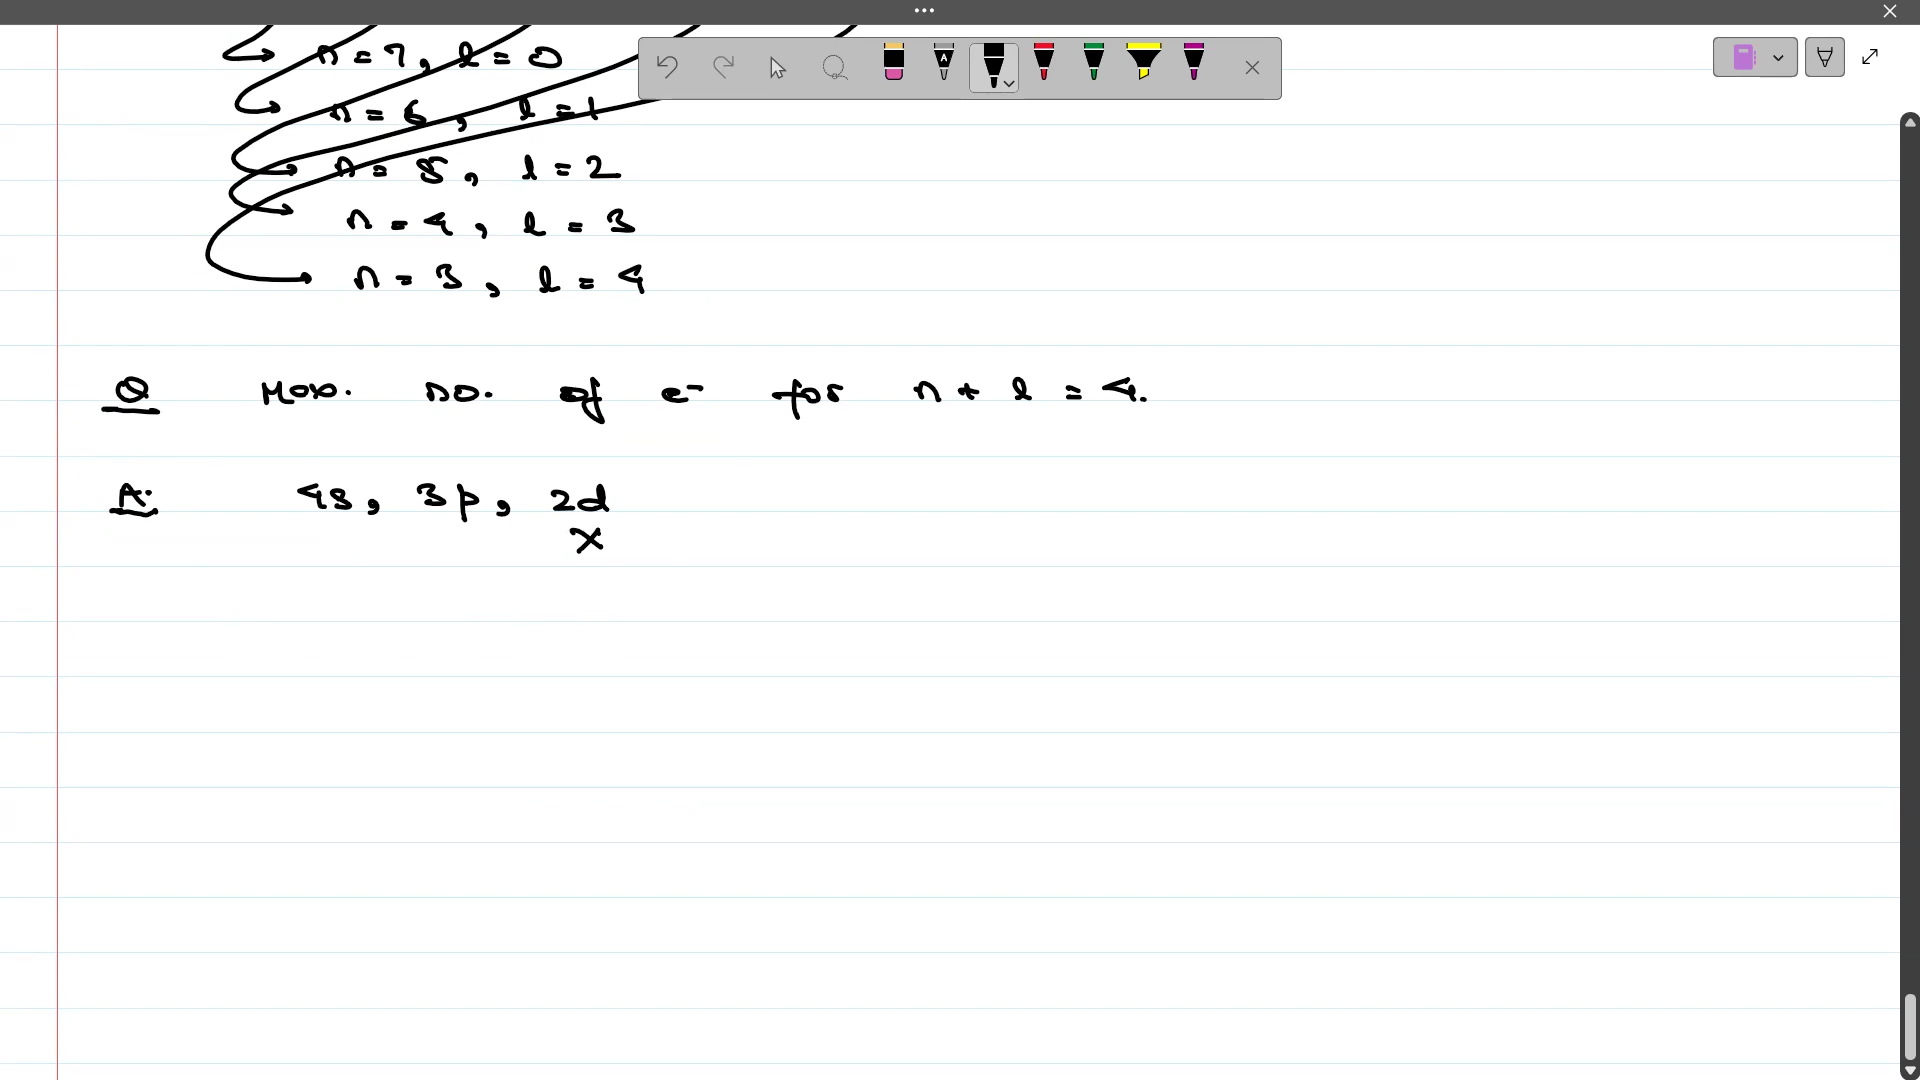 n = 7, l = 0
n = 6, l = 1
n = 5, l = 2
n = 4, l = 3
n = 3, l = 4
Q Max. no. of e⁻ for n + l = 4.
A. 4s, 3p, 2d
X